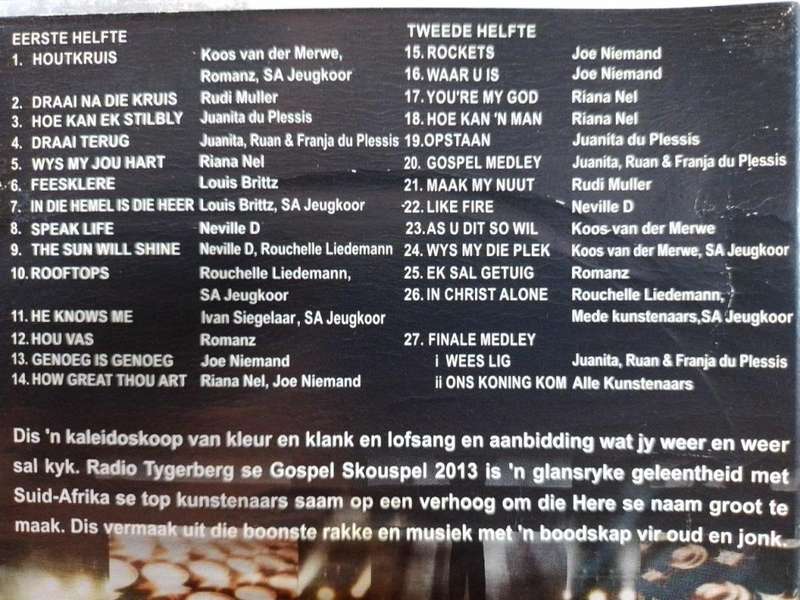 EERSTE HELFTE
1. HOUTKRUIS Koos van der Merwe,
Romanz, SA Jeugkoor
2. DRAAI NA DIE KRUIS Rudi Muller
3. HOE KAN EK STILBLY Juanita du Plessis
4. DRAAI TERUG Juanita, Ruan & Franja du Plessis
5. WYS MY JOU HART Riana Nel
6. FEESKLERE Louis Brittz
7. IN DIE HEMEL IS DIE HEER Louis Brittz, SA Jeugkoor
8. SPEAK LIFE Neville D
9. THE SUN WILL SHINE Neville D, Rouchelle Liedemann
10. ROOFTOPS Rouchelle Liedemann,
SA Jeugkoor
11. HE KNOWS ME Ivan Siegelaar, SA Jeugkoor
12. HOU VAS Romanz
13. GENOEG IS GENOEG Joe Niemand
14. HOW GREAT THOU ART Riana Nel, Joe Niemand
TWEEDE HELFTE
15. ROCKETS Joe Niemand
16. WAAR U IS Joe Niemand
17. YOU'RE MY GOD Riana Nel
18. HOE KAN 'N MAN Riana Nel
19. OPSTAAN Juanita du Plessis
20. GOSPEL MEDLEY Juanita, Ruan & Franja du Plessis
21. MAAK MY NUUT Rudi Muller
22. LIKE FIRE Neville D
23. AS U DIT SO WIL Koos van der Merwe
24. WYS MY DIE PLEK Koos van der Merwe, SA Jeugkoor
25. EK SAL GETUIG Romanz
26. IN CHRIST ALONE Rouchelle Liedemann,
Mede kunstenaars,SA Jeugkoor
27. FINALE MEDLEY
i WEES LIG Juanita, Ruan & Franja du Plessis
ii ONS KONING KOM Alle Kunstenaars
Dis 'n kaleidoskoop van kleur en klank en lofsang en aanbidding wat jy weer en weer
sal kyk. Radio Tygerberg se Gospel Skouspel 2013 is 'n glansryke geleentheid met
Suid-Afrika se top kunstenaars saam op een verhoog om die Here se naam groot te
maak. Dis vermaak uit die boonste rakke en musiek met 'n boodskap vir oud en jonk.